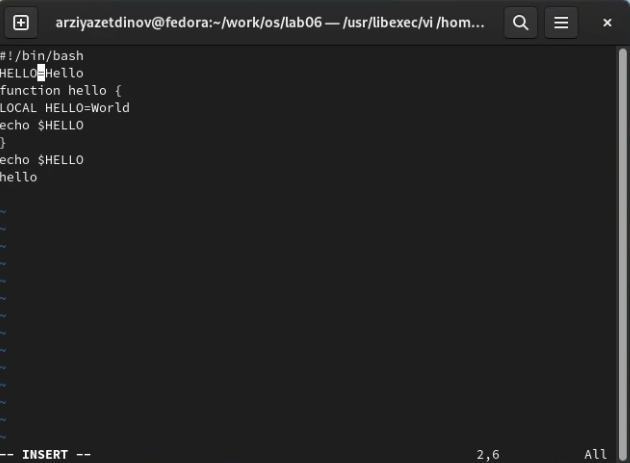 arziyazetdinov@fedora:~/work/os/lab06 — /usr/libexec/vi /hom...
#!/bin/bash
HELLO=Hello
function hello {
LOCAL HELLO=World
echo $HELLO
}
echo $HELLO
hello
~
~
~
~
~
~
~
~
~
~
~
~
~
~
-- INSERT -- 2,6 All